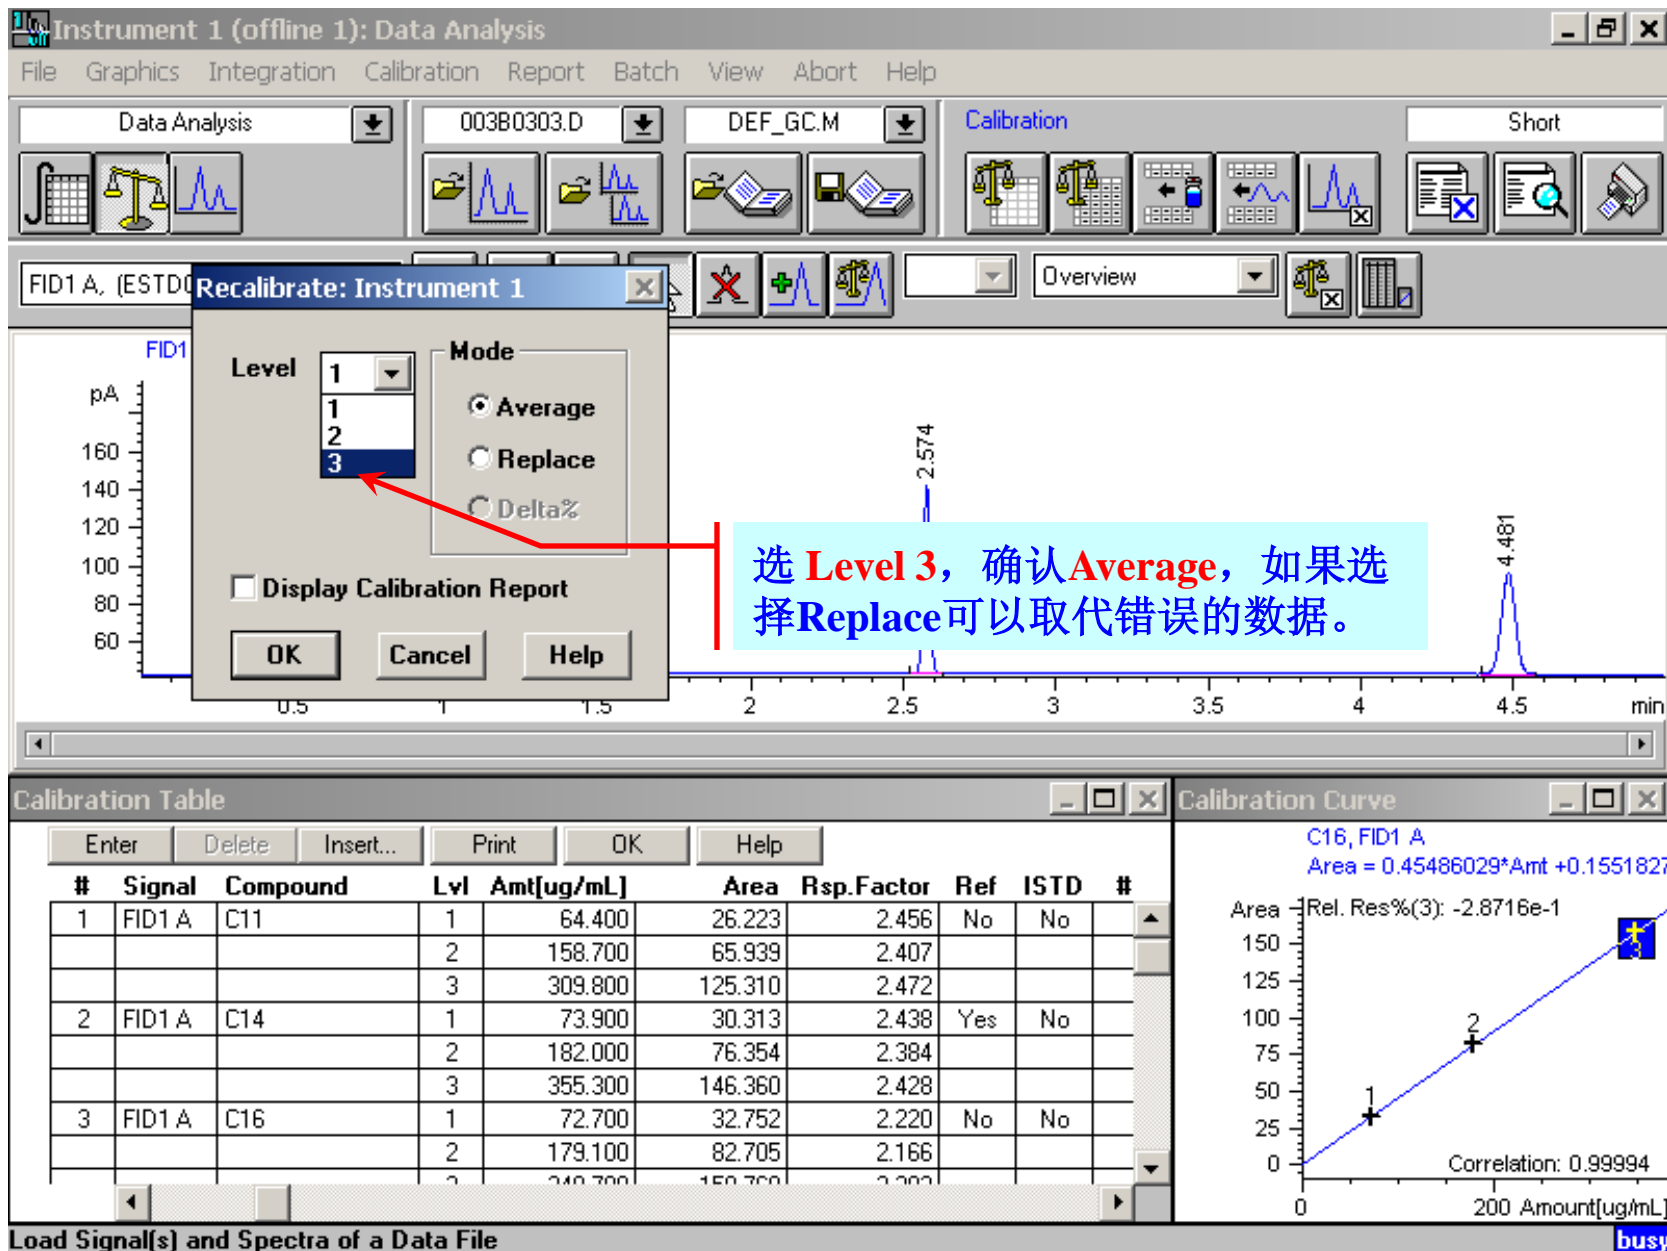 Instrument 1 (offline 1): Data Analysis
File Graphics Integration Calibration Report Batch View Abort Help
Data Analysis 003B0303.D DEF_GC.M Calibration Short
FID1 A, (ESTD Overview
Recalibrate: Instrument 1
Level 1
1
2
3
Mode
Average
Replace
Delta%
Display Calibration Report
OK Cancel Help
FID1
pA
160
140
120
100
80
60
2.574
4.481
0.5 1 1.5 2 2.5 3 3.5 4 4.5 min
选 Level 3，确认Average，如果选
择Replace可以取代错误的数据。
Calibration Table
Enter Delete Insert... Print OK Help
# Signal Compound Lvl Amt[ug/mL] Area Rsp.Factor Ref ISTD #
1 FID1 A C11 1 64.400 26.223 2.456 No No
2 158.700 65.939 2.407
3 309.800 125.310 2.472
2 FID1 A C14 1 73.900 30.313 2.438 Yes No
2 182.000 76.354 2.384
3 355.300 146.360 2.428
3 FID1 A C16 1 72.700 32.752 2.220 No No
2 179.100 82.705 2.166
Calibration Curve
C16, FID1 A
Area = 0.45486029*Amt +0.1551827
Area
Rel. Res%(3): -2.8716e-1
150
125
100
75
50
25
0
1
2
3
Correlation: 0.99994
0 200 Amount[ug/mL]
Load Signal(s) and Spectra of a Data File busy